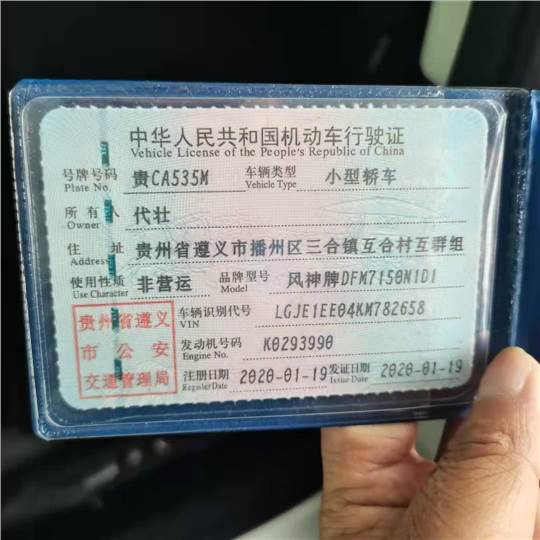 中华人民共和国机动车行驶证
Vehicle License of the People's Republic of China
号牌号码 贵CA535M 车辆类型 小型轿车
Plate No. Vehicle Type
所有人 代壮
Owner
住址 贵州省遵义市播州区三合镇互合村互群组
Address
使用性质 非营运 品牌型号 风神牌DFM7150N1D1
Use Character Model
贵州省遵义
市公安
交通管理局
车辆识别代号 LGJE1EE04KM782658
VIN
发动机号码 K0293990
Engine No.
注册日期 2020-01-19 发证日期 2020-01-19
Register Date Issue Date